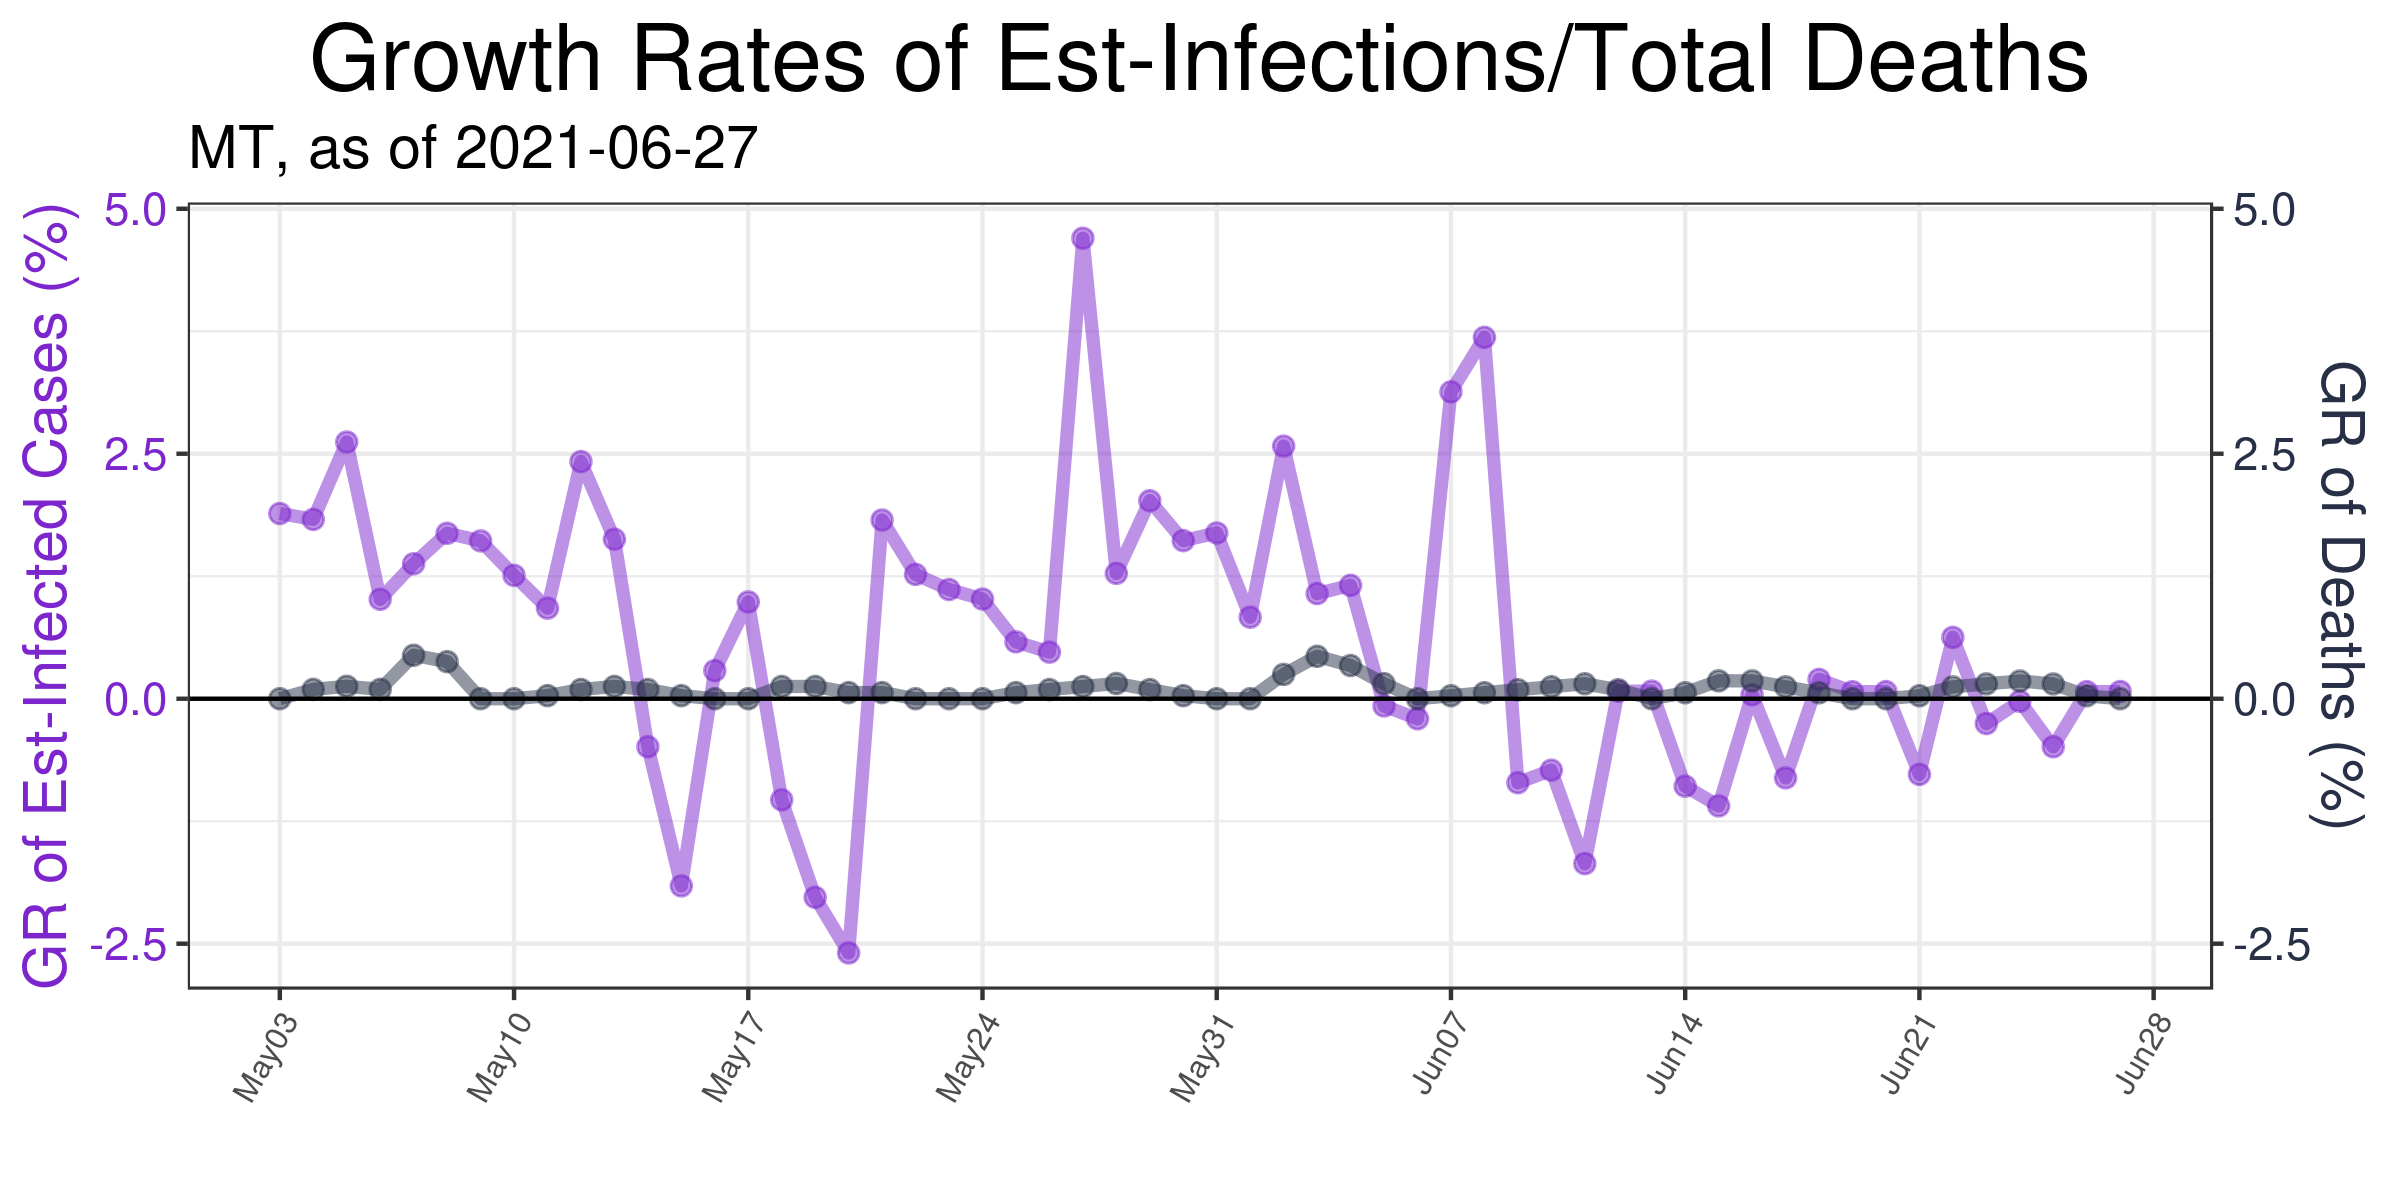 Growth Rates of Est-Infections/Total Deaths
MT, as of 2021-06-27
GR of Est-Infected Cases (%)
5.0
2.5
0.0
-2.5
5.0
2.5
0.0
-2.5
GR of Deaths (%)
May03
May10
May17
May24
May31
Jun07
Jun14
Jun21
Jun28